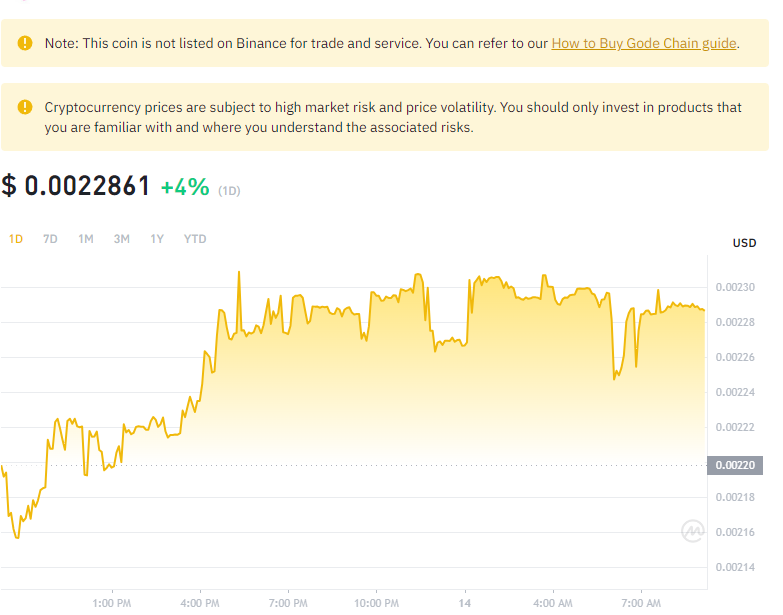 Note: This coin is not listed on Binance for trade and service. You can refer to our How to Buy Gode Chain guide.
Cryptocurrency prices are subject to high market risk and price volatility. You should only invest in products that
you are familiar with and where you understand the associated risks.
$ 0.0022861 +4% (1D)
1D 7D 1M 3M 1Y YTD
USD
0.00230
0.00228
0.00226
0.00224
0.00222
0.00220
0.00218
0.00216
0.00214
1:00 PM 4:00 PM 7:00 PM 10:00 PM 14 4:00 AM 7:00 AM